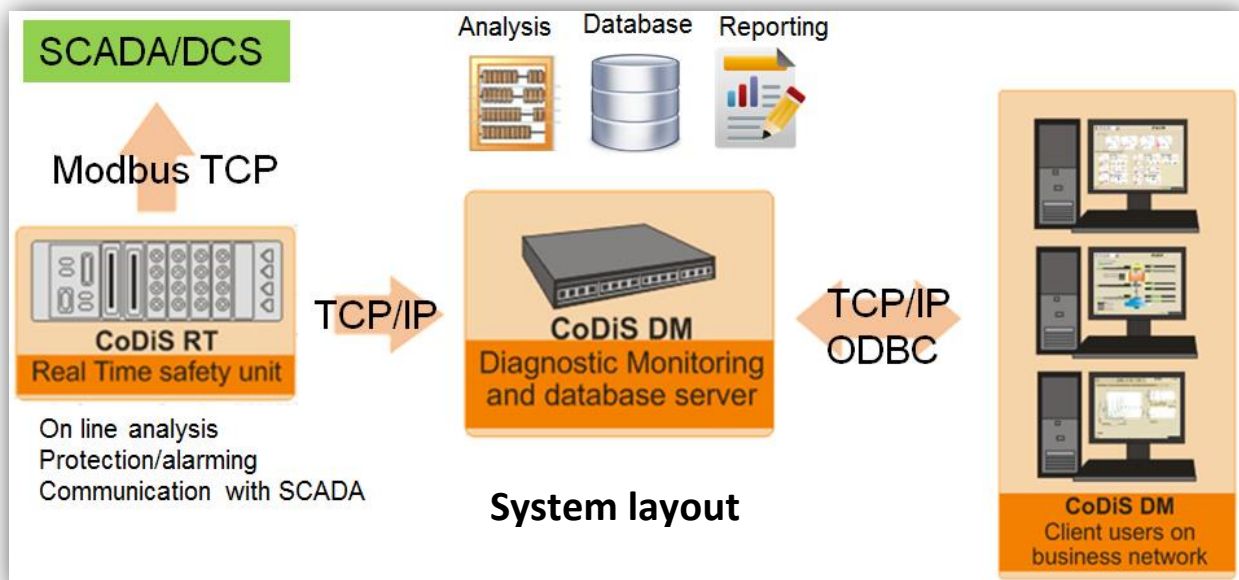 SCADA/DCS
Modbus TCP
CoDiS RT
Real Time safety unit
On line analysis
Protection/alarming
Communication with SCADA
TCP/IP
Analysis
Database
Reporting
CoDiS DM
Diagnostic Monitoring
and database server
System layout
TCP/IP
ODBC
CoDiS DM
Client users on
business network